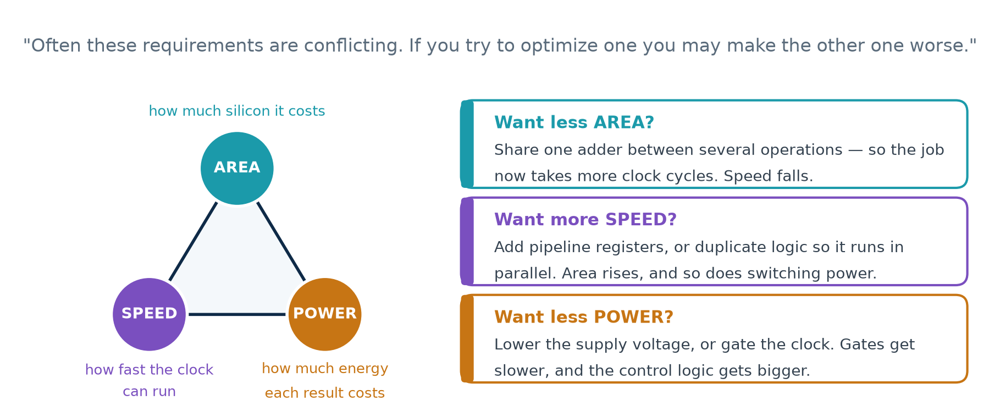 "Often these requirements are conflicting. If you try to optimize one you may make the other one worse."
how much silicon it costs
AREA
SPEED
POWER
how fast the clock
can run
how much energy
each result costs
Want less AREA?
Share one adder between several operations — so the job
now takes more clock cycles. Speed falls.
Want more SPEED?
Add pipeline registers, or duplicate logic so it runs in
parallel. Area rises, and so does switching power.
Want less POWER?
Lower the supply voltage, or gate the clock. Gates get
slower, and the control logic gets bigger.